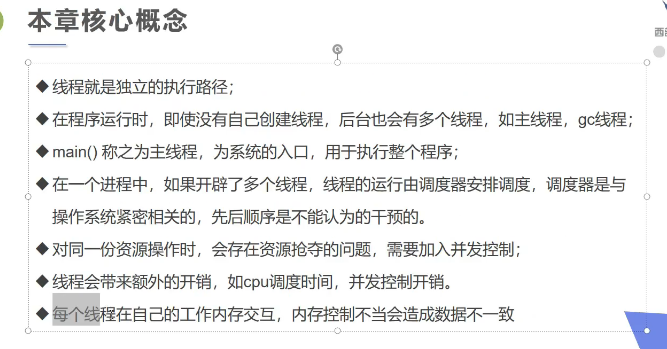 本章核心概念
西部
◆ 线程就是独立的执行路径；
◆ 在程序运行时，即使没有自己创建线程，后台也会有多个线程，如主线程，gc线程；
◆ main() 称之为主线程，为系统的入口，用于执行整个程序；
◆ 在一个进程中，如果开辟了多个线程，线程的运行由调度器安排调度，调度器是与
操作系统紧密相关的，先后顺序是不能认为的干预的。
◆ 对同一份资源操作时，会存在资源抢夺的问题，需要加入并发控制；
◆ 线程会带来额外的开销，如cpu调度时间，并发控制开销。
◆ 每个线程在自己的工作内存交互，内存控制不当会造成数据不一致